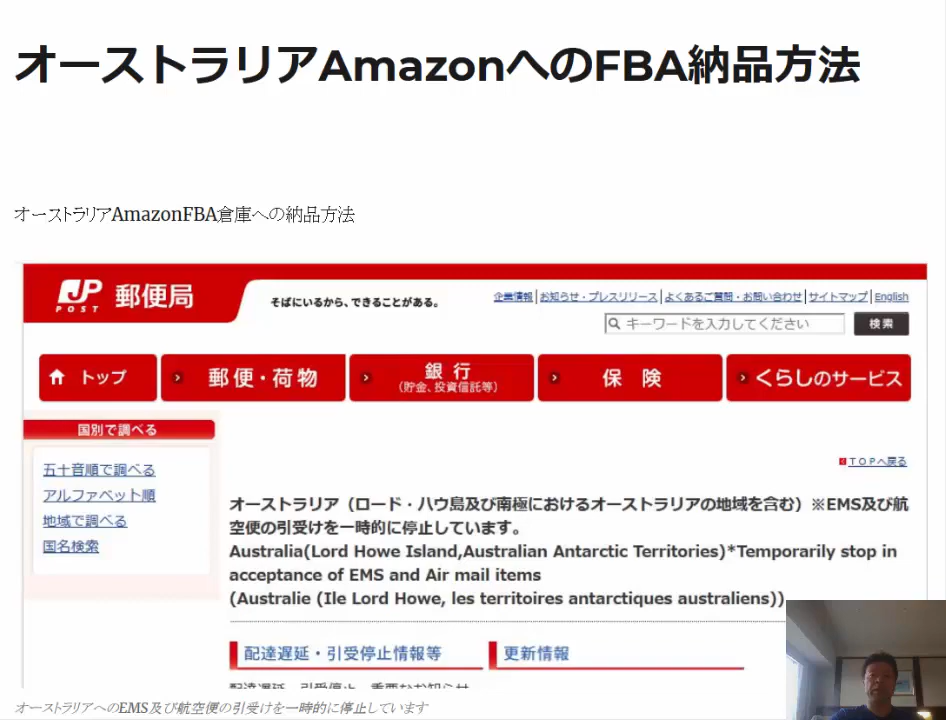 オーストラリアAmazonへのFBA納品方法
オーストラリアAmazonFBA倉庫への納品方法
JP POST 郵便局
そばにいるから、できることがある。
企業情報 | お知らせ・プレスリリース | よくあるご質問・お問い合わせ | サイトマップ | English
キーワードを入力してください 検索
トップ
郵便・荷物
銀行
(貯金、投資信託等)
保険
くらしのサービス
国別で調べる
五十音順で調べる
アルファベット順
地域で調べる
国名検索
TOPへ戻る
オーストラリア（ロード・ハウ島及び南極におけるオーストラリアの地域を含む）※EMS及び航
空便の引受けを一時的に停止しています。
Australia(Lord Howe Island,Australian Antarctic Territories)*Temporarily stop in
acceptance of EMS and Air mail items
(Australie (Ile Lord Howe, les territoires antarctiques australiens))
配達遅延・引受停止情報等
更新情報
オーストラリアへのEMS及び航空便の引受けを一時的に停止しています